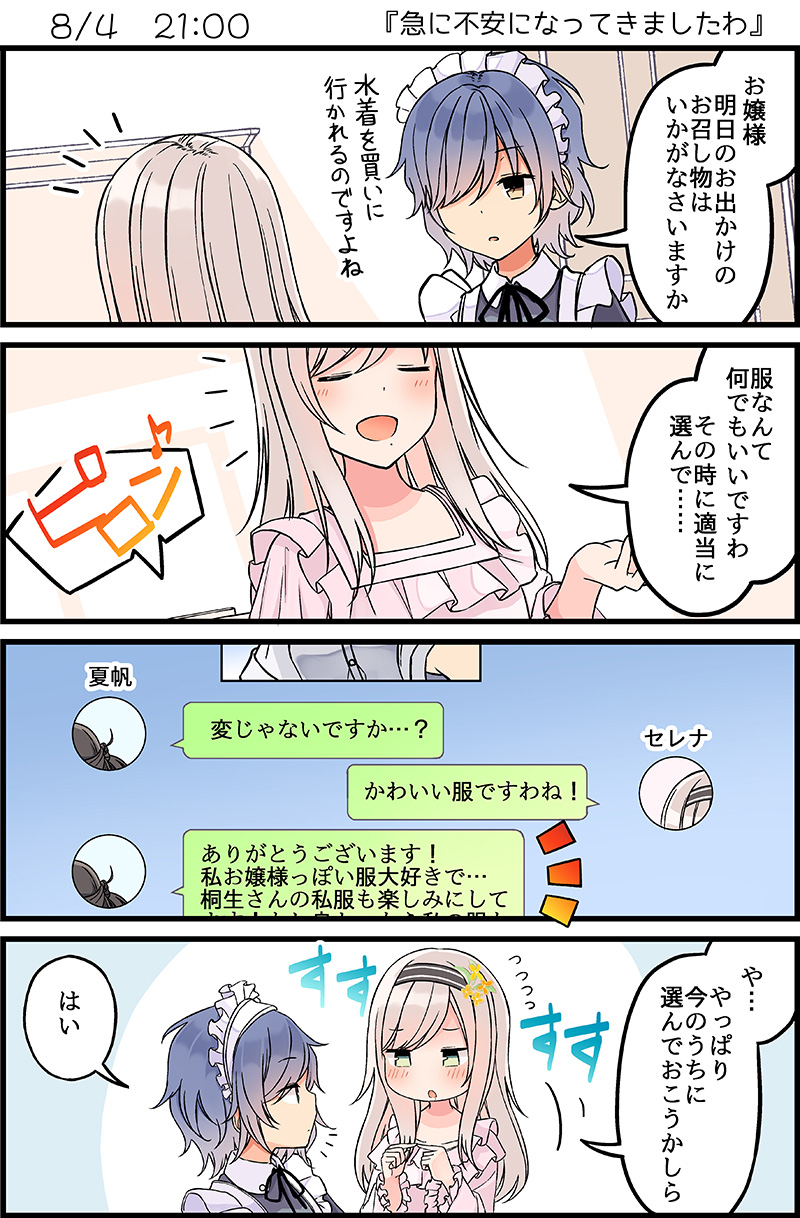 8/4 21:00
『急に不安になってきましたわ』
お嬢様
明日のお出かけの
お召し物は
いかがなさいますか
水着を買いに
行かれるのですよね
服なんて
何でもいいですわ
その時に適当に
選んで……
ピロン♪
夏帆
変じゃないですか…？
セレナ
かわいい服ですわね！
ありがとうございます！
私お嬢様っぽい服大好きで…
桐生さんの私服も楽しみにして
や…
やっぱり
今のうちに
選んでおこうかしら
っっっっ
すす
すす
はい